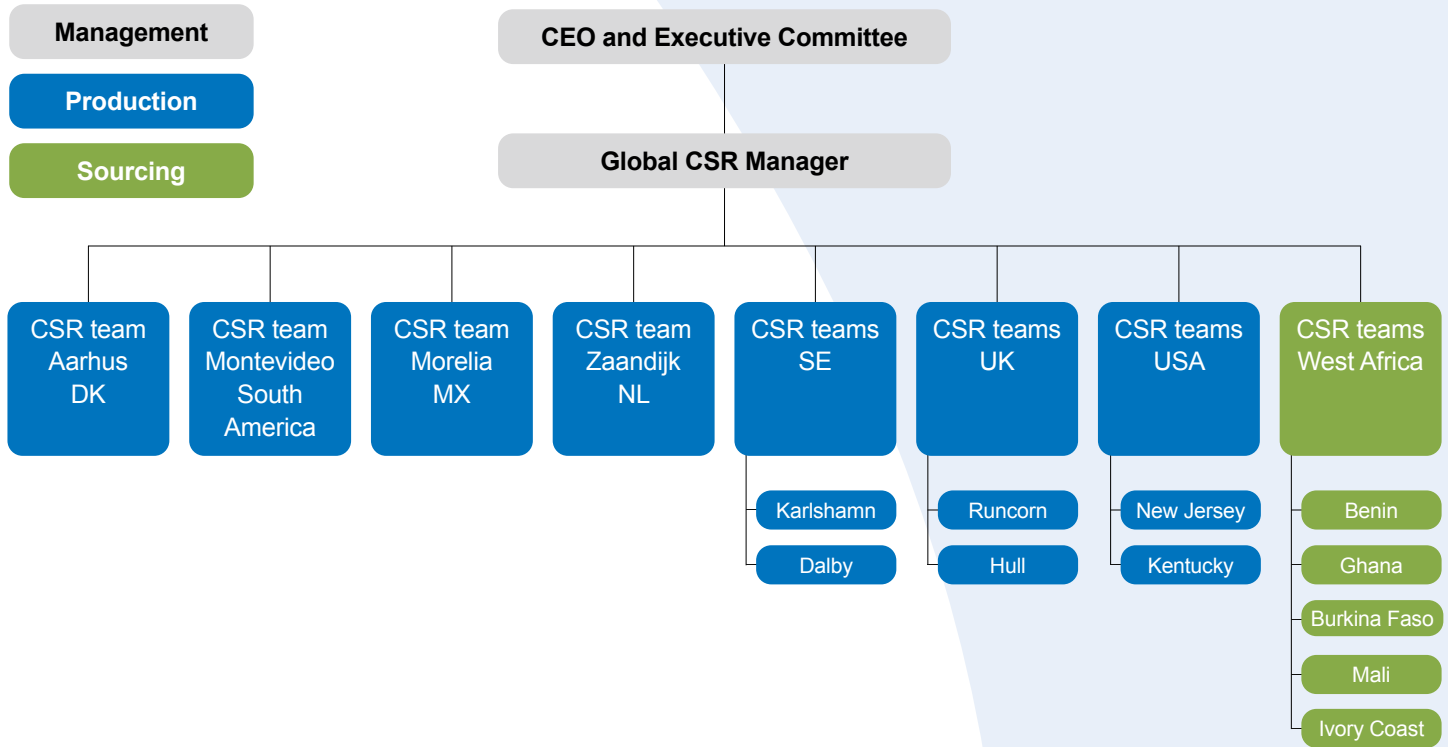 Management
Production
Sourcing
CEO and Executive Committee
Global CSR Manager
CSR team
Aarhus
DK
CSR team
Montevideo
South
America
CSR team
Morelia
MX
CSR team
Zaandijk
NL
CSR teams
SE
CSR teams
UK
CSR teams
USA
CSR teams
West Africa
Karlshamn
Dalby
Runcorn
Hull
New Jersey
Kentucky
Benin
Ghana
Burkina Faso
Mali
Ivory Coast